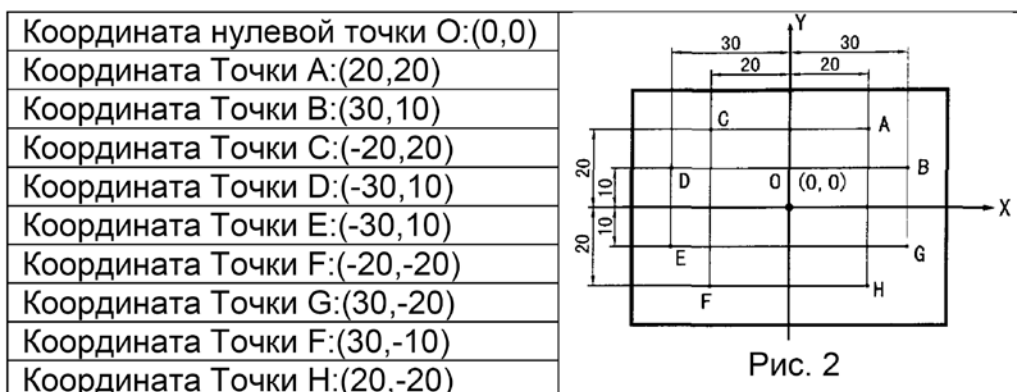 Координата нулевой точки O:(0,0)
Координата Точки A:(20,20)
Координата Точки B:(30,10)
Координата Точки C:(-20,20)
Координата Точки D:(-30,10)
Координата Точки E:(-30,10)
Координата Точки F:(-20,-20)
Координата Точки G:(30,-20)
Координата Точки F:(30,-10)
Координата Точки H:(20,-20)
Y
30 30
20 20
C A
20
10
D O (0, 0) B
X
10
20
E G
F H
Рис. 2